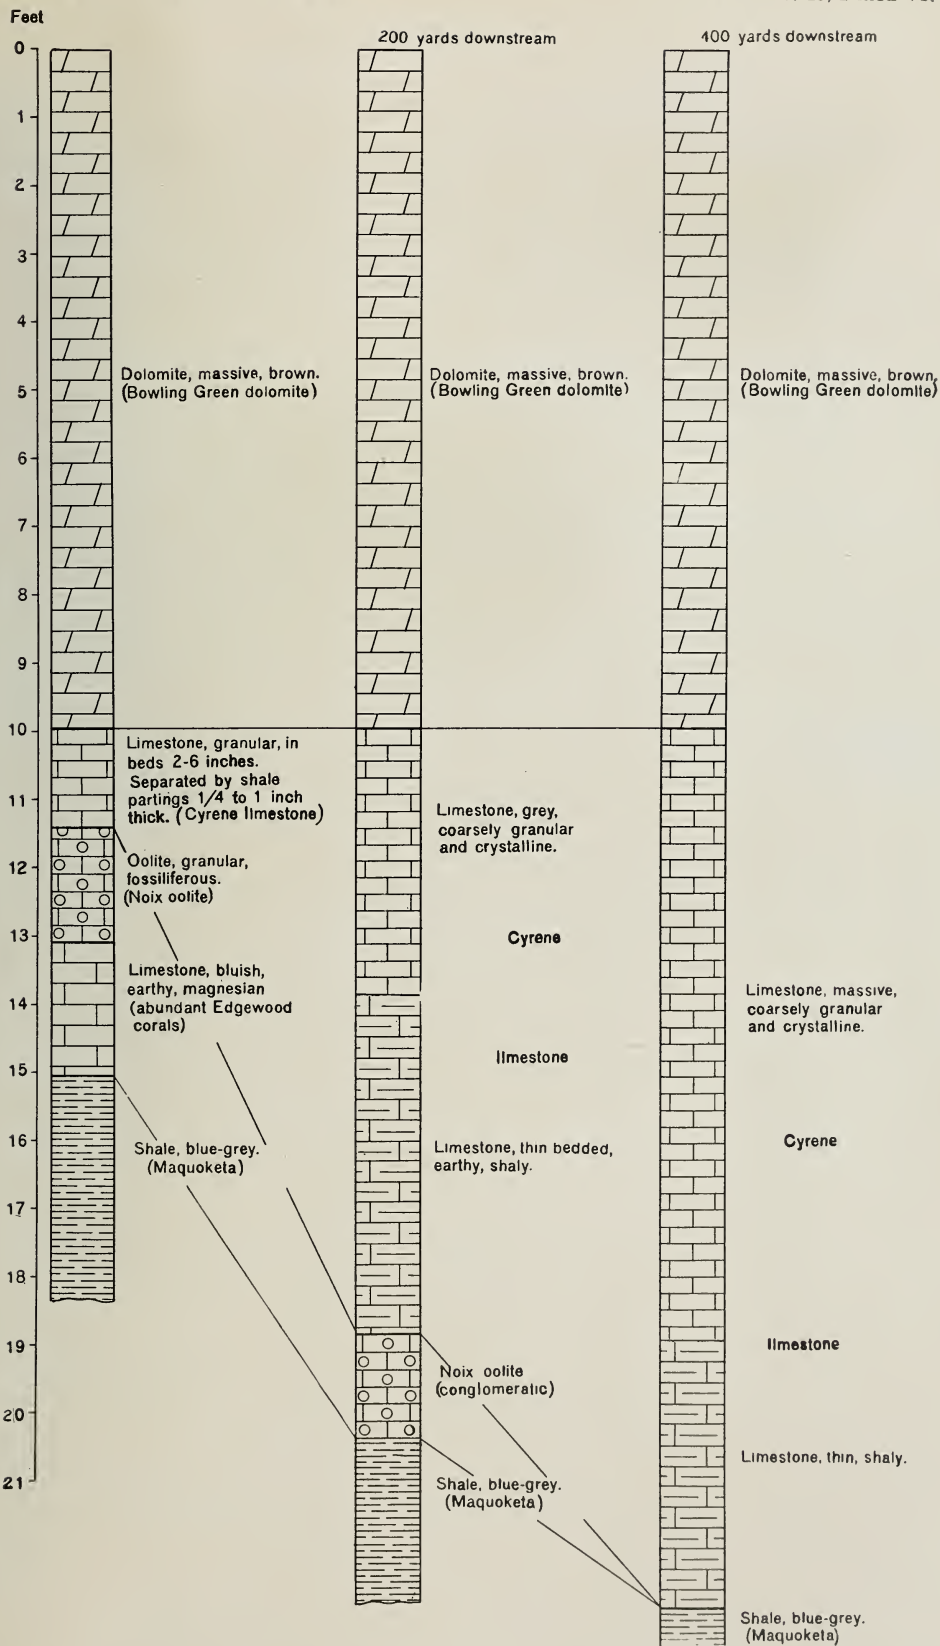 Feet
200 yards downstream
400 yards downstream
0
1
2
3
4
5
6
7
8
9
10
11
12
13
14
15
16
17
18
19
20
21
Dolomite, massive, brown.
(Bowling Green dolomite)
Limestone, granular, in
beds 2-6 inches.
Separated by shale
partings 1/4 to 1 inch
thick. (Cyrene limestone)
Oolite, granular,
fossiliferous.
(Noix oolite)
Limestone, bluish,
earthy, magnesian
(abundant Edgewood
corals)
Shale, blue-grey.
(Maquoketa)
Dolomite, massive, brown.
(Bowling Green dolomite)
Limestone, grey,
coarsely granular
and crystalline.
Cyrene
limestone
Limestone, thin bedded,
earthy, shaly.
Noix oolite
(conglomeratic)
Shale, blue-grey.
(Maquoketa)
Dolomite, massive, brown.
(Bowling Green dolomite)
Limestone, massive,
coarsely granular
and crystalline.
Cyrene
limestone
Limestone, thin, shaly.
Shale, blue-grey.
(Maquoketa)